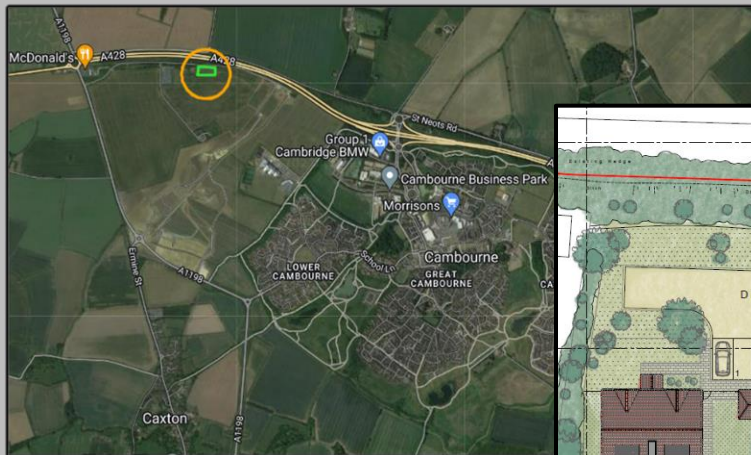 A1198
McDonald's
A428
A428
St Neots Rd
Group 1
Cambridge BMW
Cambourne Business Park
Morrisons
Cambourne
School Ln
LOWER
CAMBOURNE
GREAT
CAMBOURNE
CA
Ermine St
A1198
Caxton
A1198
Existing Hedge
D
1